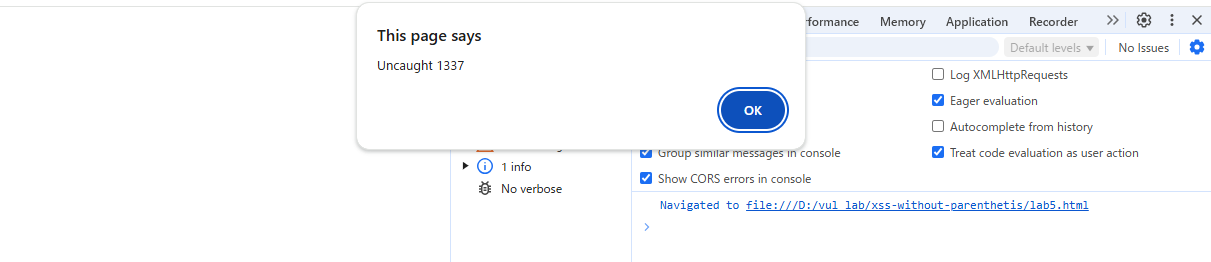 This page says
Uncaught 1337
OK
Memory
Application
Recorder
Default levels ▾
No Issues
Log XMLHttpRequests
Eager evaluation
Autocomplete from history
Group similar messages in console
Treat code evaluation as user action
1 info
Show CORS errors in console
No verbose
Navigated to file:///D:/vul lab/xss-without-parenthetis/lab5.html